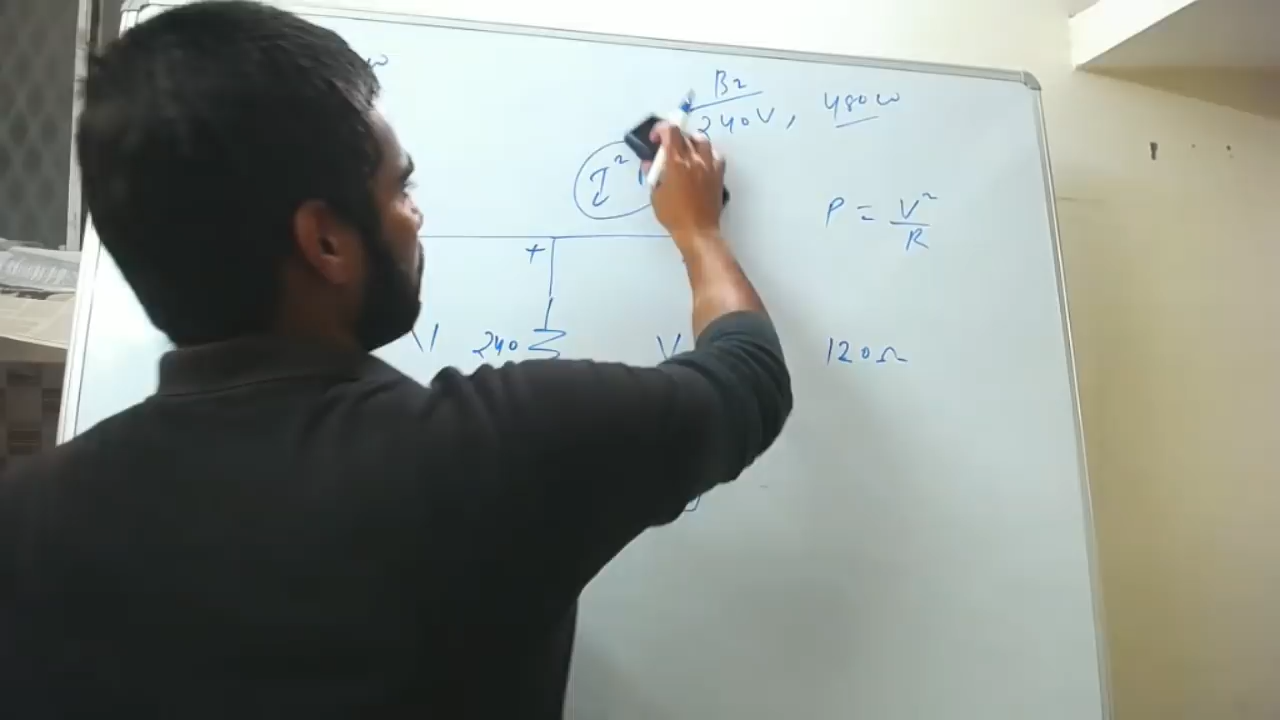 B2
240V, 480W
I²
P = V²/R
+
240
V
120Ω